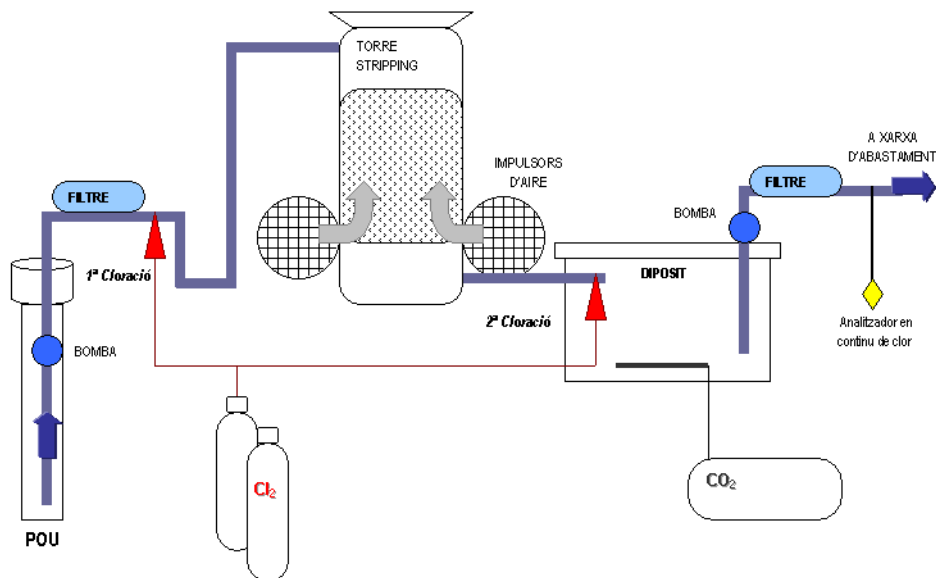 TORRE
STRIPPING
A XARXA
D'ABASTAMENT
IMPULSORS
D'AIRE
FILTRE
FILTRE
BOMBA
1ª Cloració
DIPOSIT
2ª Cloració
Analitzador en
continu de clor
BOMBA
Cl₂
CO₂
POU